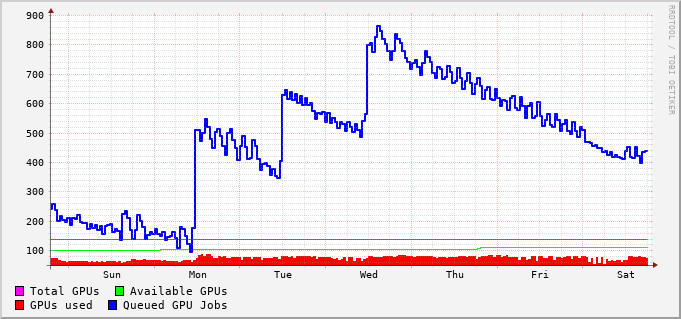 900
800
700
600
500
400
300
200
100
Sun Mon Tue Wed Thu Fri Sat
Total GPUs Available GPUs
GPUs used Queued GPU Jobs
RRDTOOL / TOBI OETIKER